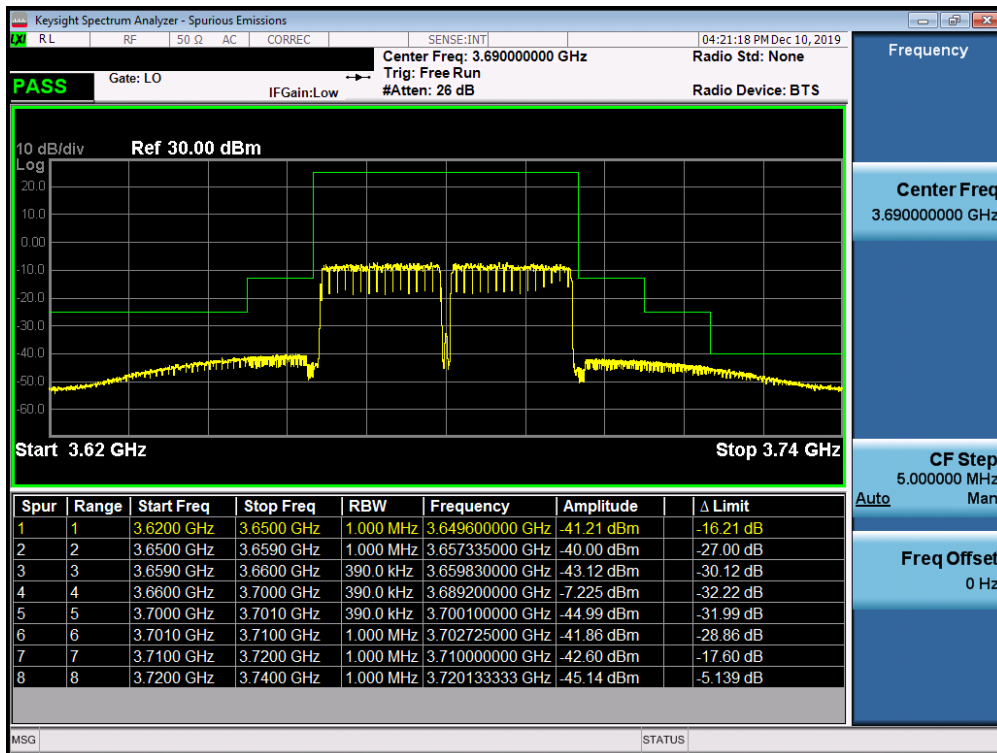 Keysight Spectrum Analyzer - Spurious Emissions
LXI RL RF 50 Ω AC CORREC SENSE:INT 04:21:18 PM Dec 10, 2019
Center Freq: 3.690000000 GHz Radio Std: None
PASS Gate: LO Trig: Free Run
IFGain:Low #Atten: 26 dB Radio Device: BTS
10 dB/div Ref 30.00 dBm
Log
20.0
10.0
0.00
-10.0
-20.0
-30.0
-40.0
-50.0
-60.0
Start 3.62 GHz Stop 3.74 GHz
Spur Range Start Freq Stop Freq RBW Frequency Amplitude Δ Limit
1 1 3.6200 GHz 3.6500 GHz 1.000 MHz 3.649600000 GHz -41.21 dBm -16.21 dB
2 2 3.6500 GHz 3.6590 GHz 1.000 MHz 3.657335000 GHz -40.00 dBm -27.00 dB
3 3 3.6590 GHz 3.6600 GHz 390.0 kHz 3.659830000 GHz -43.12 dBm -30.12 dB
4 4 3.6600 GHz 3.7000 GHz 390.0 kHz 3.689200000 GHz -7.225 dBm -32.22 dB
5 5 3.7000 GHz 3.7010 GHz 390.0 kHz 3.700100000 GHz -44.99 dBm -31.99 dB
6 6 3.7010 GHz 3.7100 GHz 1.000 MHz 3.702725000 GHz -41.86 dBm -28.86 dB
7 7 3.7100 GHz 3.7200 GHz 1.000 MHz 3.710000000 GHz -42.60 dBm -17.60 dB
8 8 3.7200 GHz 3.7400 GHz 1.000 MHz 3.720133333 GHz -45.14 dBm -5.139 dB
MSG STATUS
Frequency
Center Freq
3.690000000 GHz
CF Step
5.000000 MHz
Auto Man
Freq Offset
0 Hz